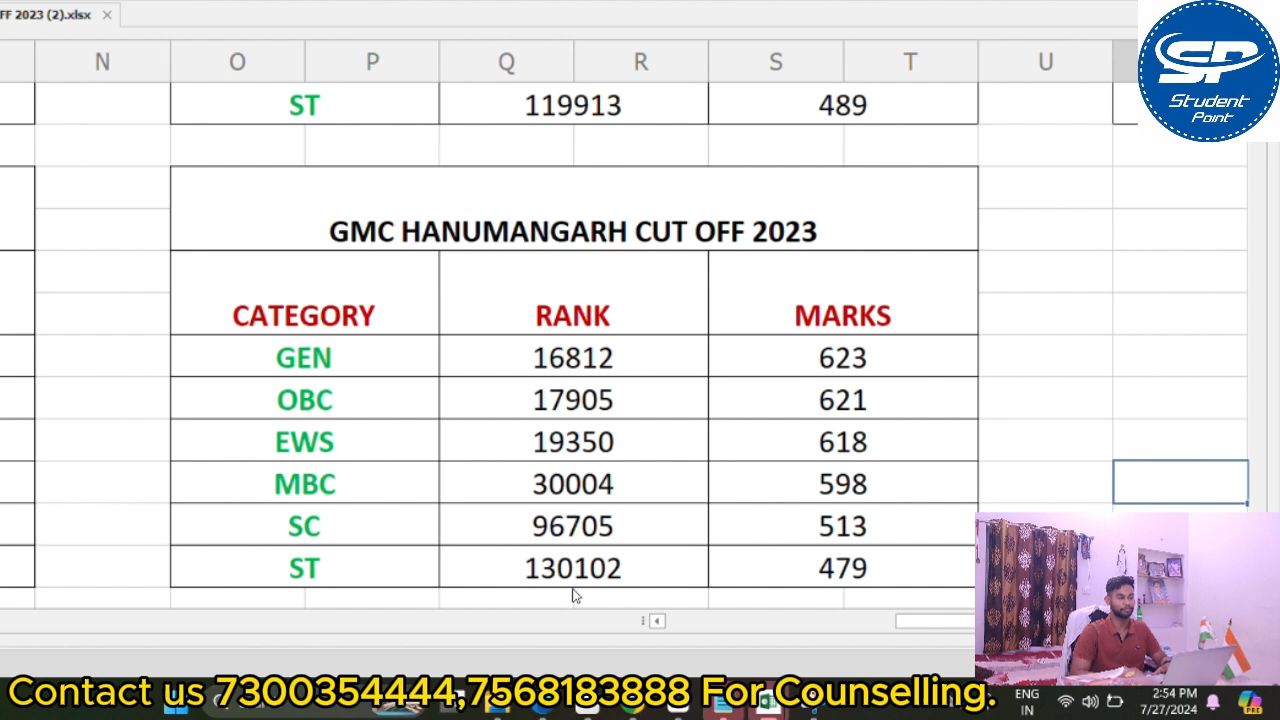 FF 2023 (2).xlsx
N O P Q R S T U
SP
Student
Point
ST 119913 489
GMC HANUMANGARH CUT OFF 2023
CATEGORY RANK MARKS
GEN 16812 623
OBC 17905 621
EWS 19350 618
MBC 30004 598
SC 96705 513
ST 130102 479
Contact us 7300354444,7568183888 For Counselling.
ENG
IN
2:54 PM
7/27/2024
PRE